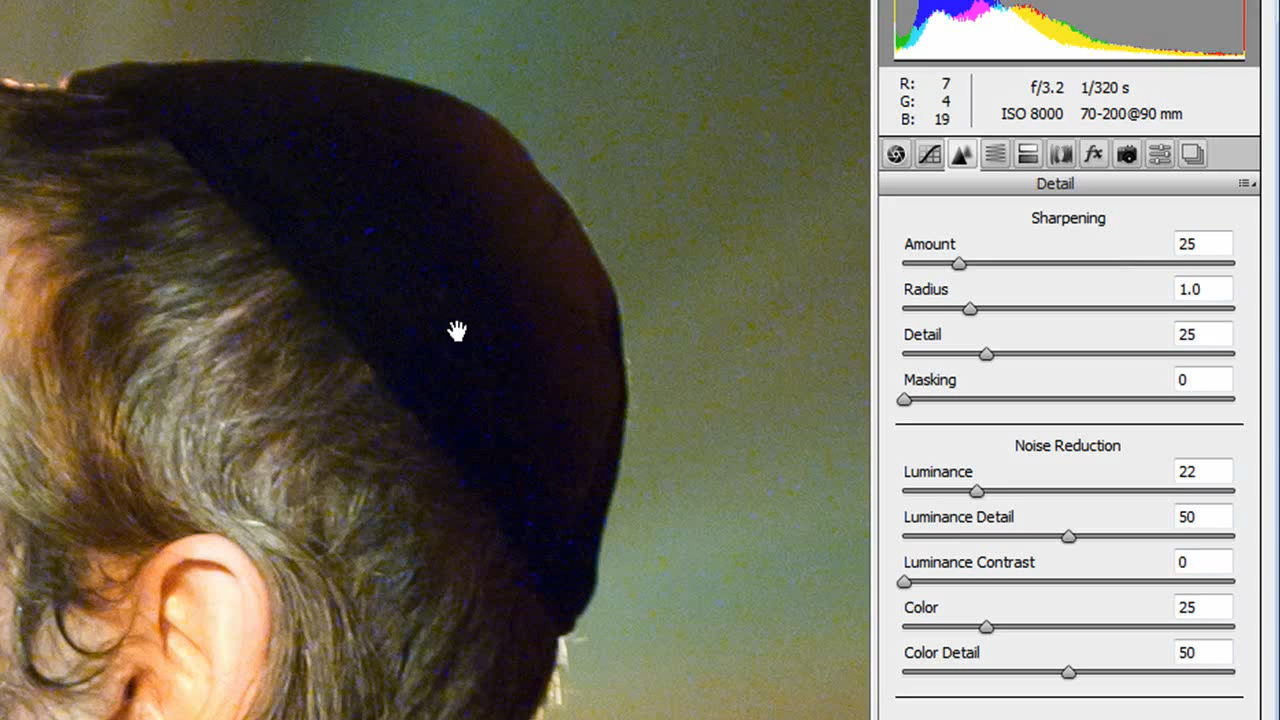 R: 7 f/3.2 1/320 s
G: 4
B: 19 ISO 8000 70-200@90 mm
fx
Detail
Sharpening
Amount 25
Radius 1.0
Detail 25
Masking 0
Noise Reduction
Luminance 22
Luminance Detail 50
Luminance Contrast 0
Color 25
Color Detail 50